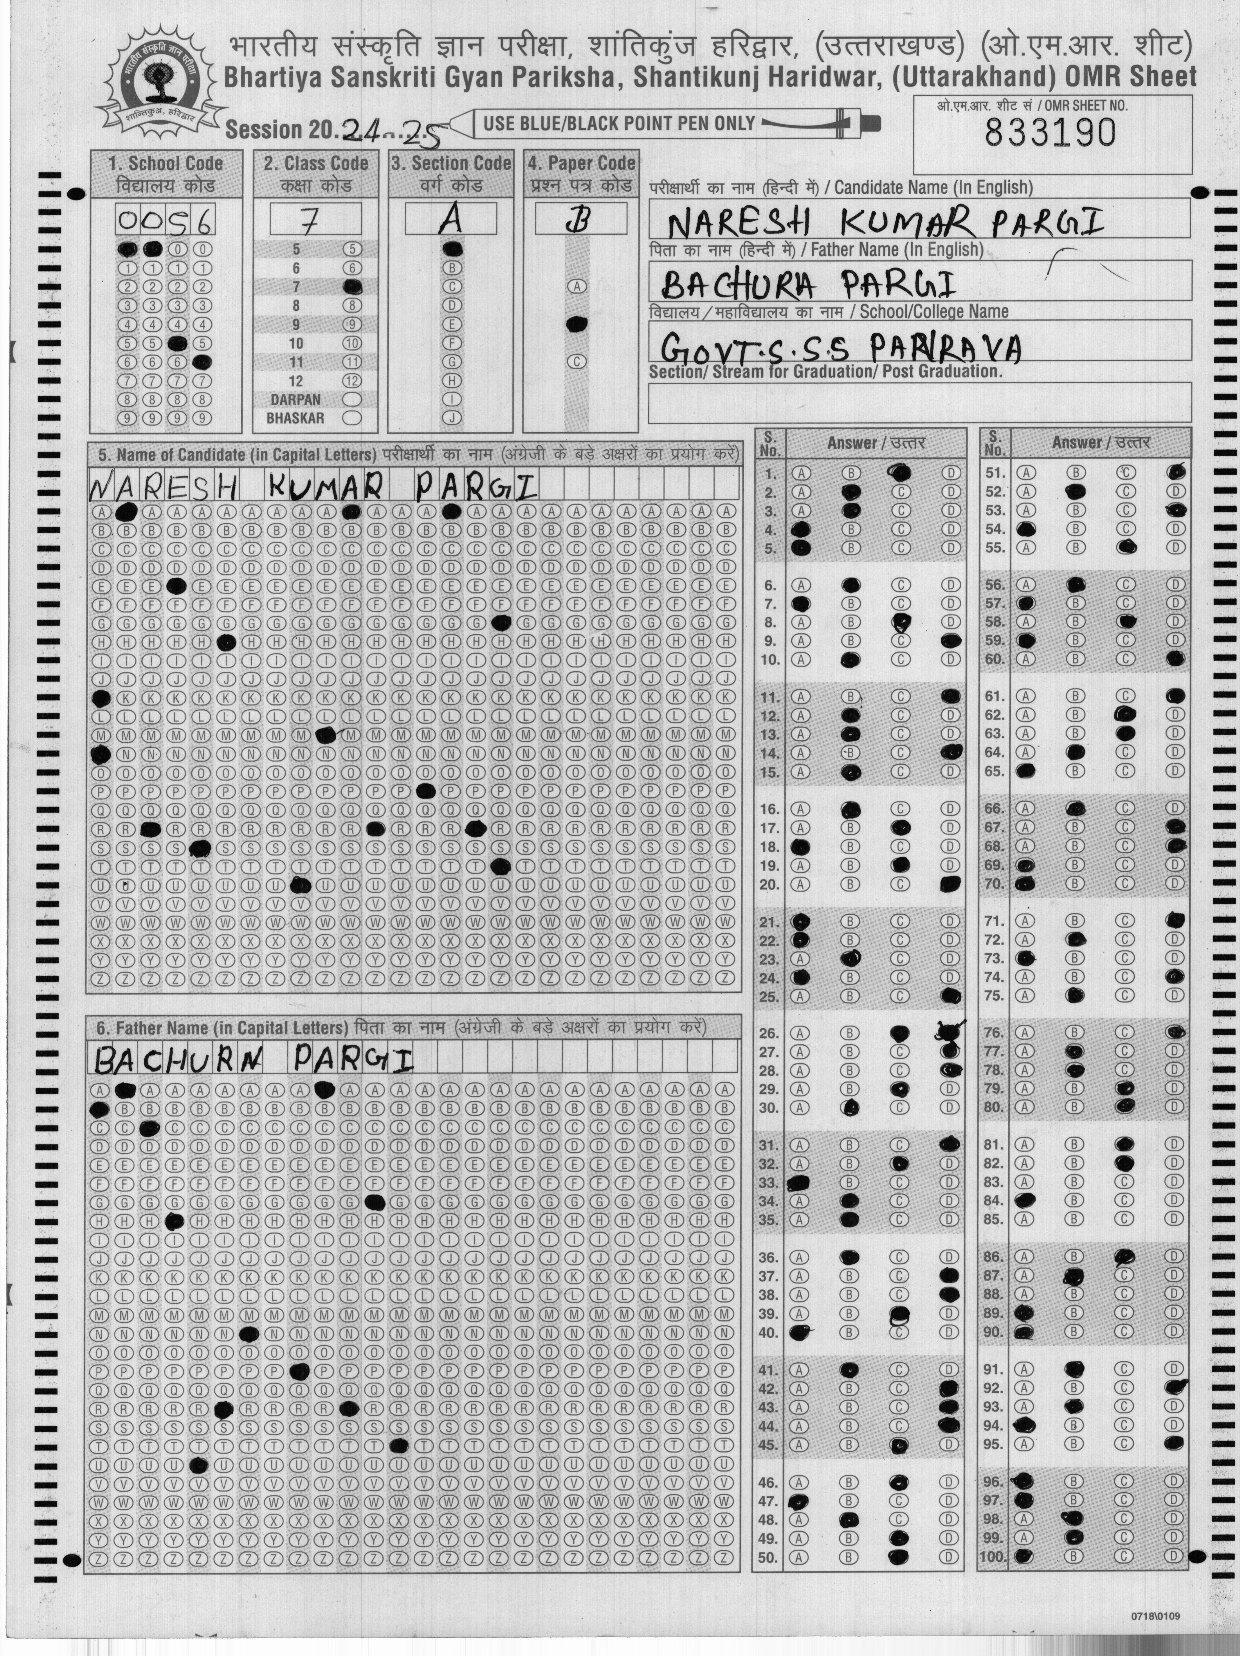 भारतीय संस्कृति ज्ञान परीक्षा, शांतिकुंज हरिद्वार, (उत्तराखण्ड) (ओ.एम.आर. शीट)
Bhartiya Sanskriti Gyan Pariksha, Shantikunj Haridwar, (Uttarakhand) OMR Sheet
Session 2024-25
USE BLUE/BLACK POINT PEN ONLY
ओ.एम.आर. शीट सं / OMR SHEET NO.
833190
1. School Code
विद्यालय कोड
0056
2. Class Code
कक्षा कोड
7
5
6
7
8
9
10
11
12
DARPAN
BHASKAR
3. Section Code
वर्ग कोड
A
4. Paper Code
प्रश्न पत्र कोड
B
परीक्षार्थी का नाम (हिन्दी में) / Candidate Name (In English)
NARESH KUMAR PARGI
पिता का नाम (हिन्दी में) / Father Name (In English)
BACHURA PARGI
विद्यालय/महाविद्यालय का नाम / School/College Name
GOVT.S.S.S
Section/ Stream for Graduation/ Post Graduation.
5. Name of Candidate (in Capital Letters) परीक्षार्थी का नाम (अंग्रेजी के बड़े अक्षरों का प्रयोग करें)
NARESH KUMAR PARGI
6. Father Name (in Capital Letters) पिता का नाम (अंग्रेजी के बड़े अक्षरों का प्रयोग करें)
BACHURN PARGI
S. No. Answer / उत्तर
S. No. Answer / उत्तर
0718\0109